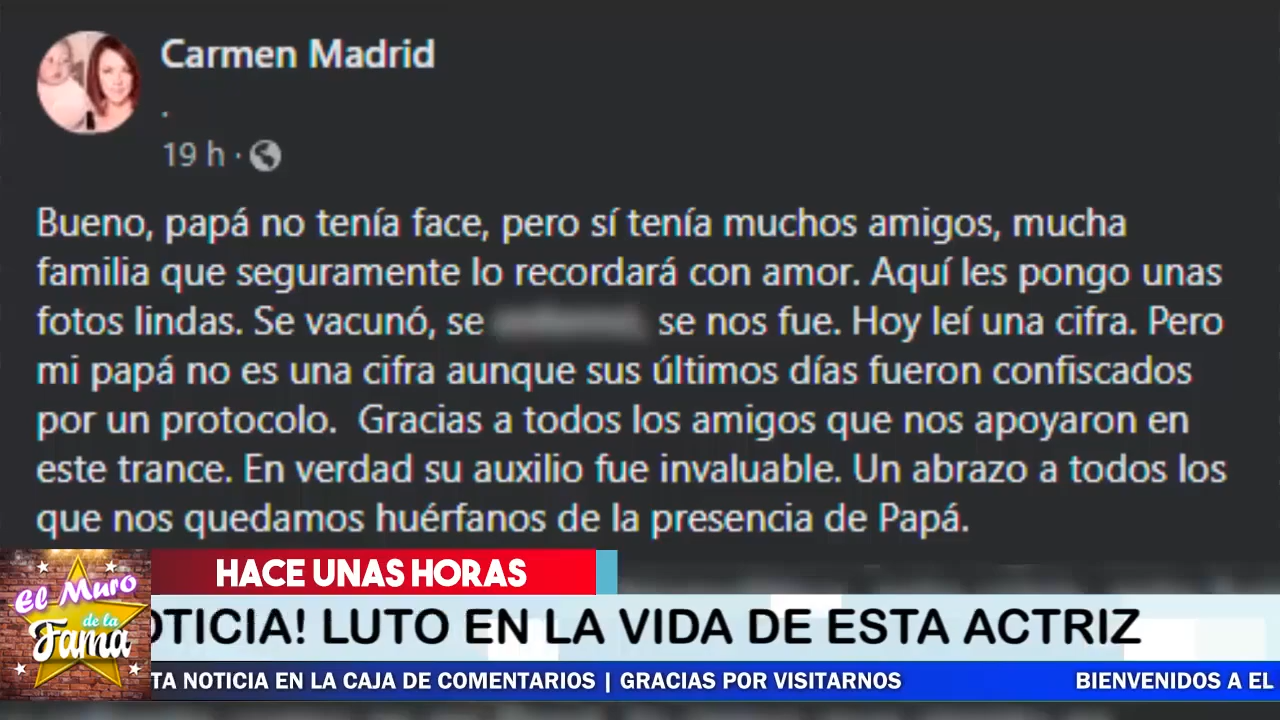 Carmen Madrid
.
19 h ·
Bueno, papá no tenía face, pero sí tenía muchos amigos, mucha
familia que seguramente lo recordará con amor. Aquí les pongo unas
fotos lindas. Se vacunó, se se nos fue. Hoy leí una cifra. Pero
mi papá no es una cifra aunque sus últimos días fueron confiscados
por un protocolo. Gracias a todos los amigos que nos apoyaron en
este trance. En verdad su auxilio fue invaluable. Un abrazo a todos los
que nos quedamos huérfanos de la presencia de Papá.
HACE UNAS HORAS
El Muro
de la
Fama
OTICIA! LUTO EN LA VIDA DE ESTA ACTRIZ
TA NOTICIA EN LA CAJA DE COMENTARIOS | GRACIAS POR VISITARNOS BIENVENIDOS A EL